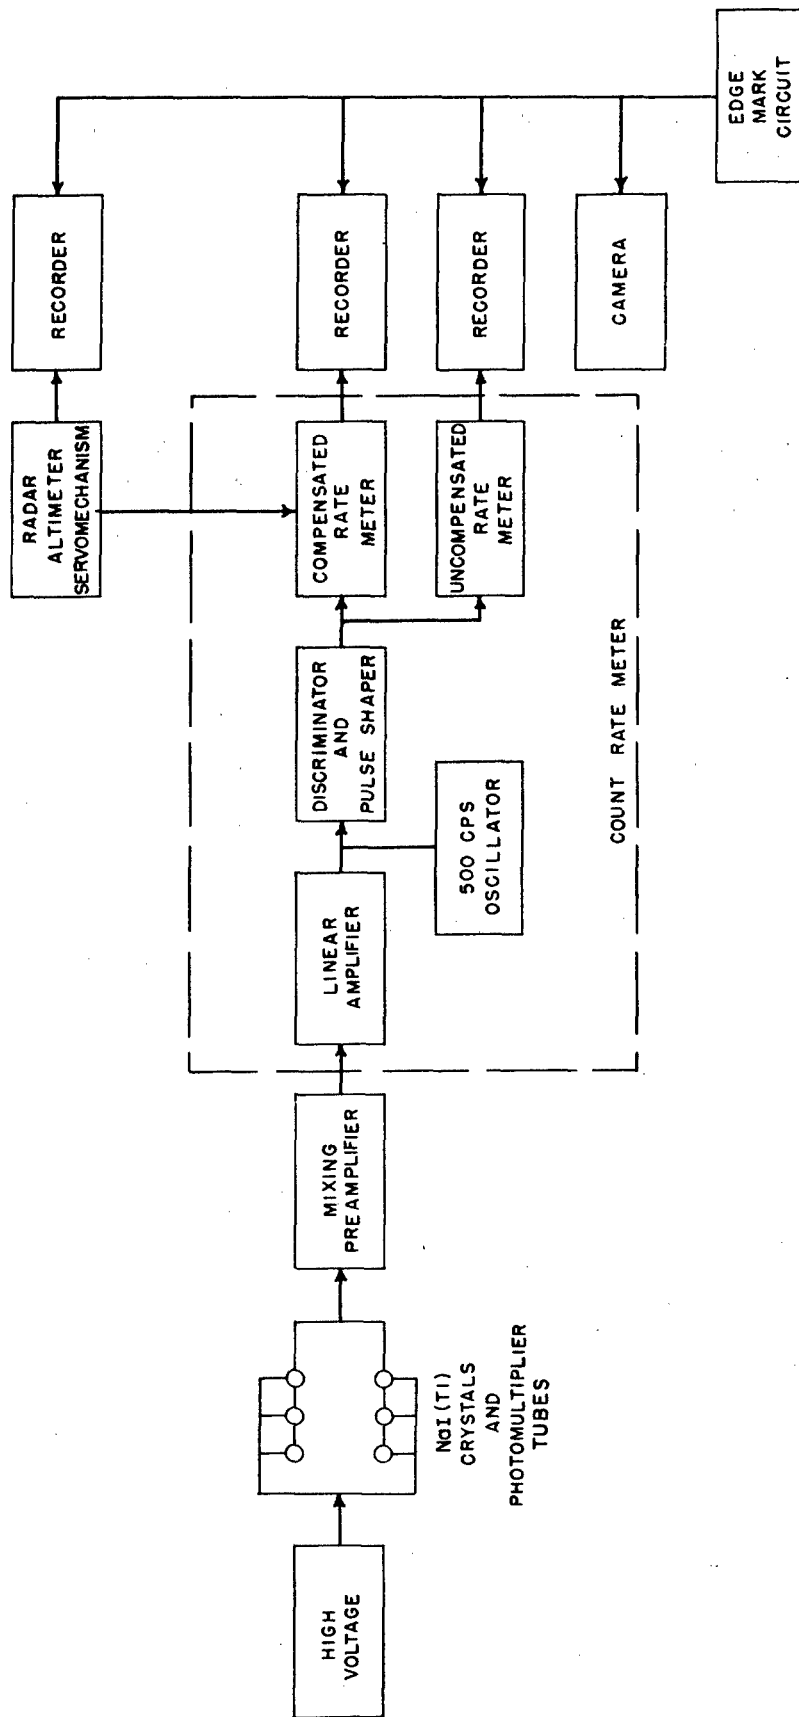 HIGH
VOLTAGE
NaI(Tl)
CRYSTALS
AND
PHOTOMULTIPLIER
TUBES
MIXING
PREAMPLIFIER
LINEAR
AMPLIFIER
500 CPS
OSCILLATOR
DISCRIMINATOR
AND
PULSE SHAPER
COUNT RATE METER
RADAR
ALTIMETER
SERVOMECHANISM
COMPENSATED
RATE
METER
UNCOMPENSATED
RATE
METER
RECORDER
RECORDER
RECORDER
CAMERA
EDGE
MARK
CIRCUIT